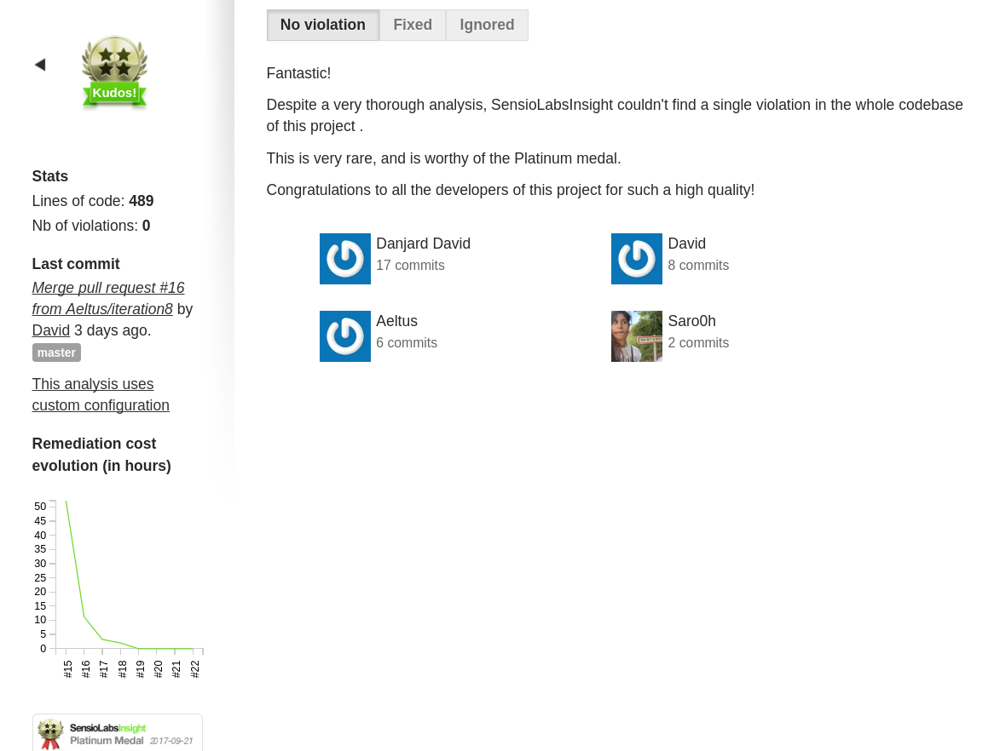 Kudos!
Stats
Lines of code: 489
Nb of violations: 0
Last commit
Merge pull request #16
from Aeltus/iteration8 by
David 3 days ago.
master
This analysis uses
custom configuration
Remediation cost
evolution (in hours)
50
45
40
35
30
25
20
15
10
5
0
#15
#16
#17
#18
#19
#20
#21
#22
SensioLabsInsight
Platinum Medal 2017-09-21
No violation Fixed Ignored
Fantastic!
Despite a very thorough analysis, SensioLabsInsight couldn't find a single violation in the whole codebase
of this project .
This is very rare, and is worthy of the Platinum medal.
Congratulations to all the developers of this project for such a high quality!
Danjard David
17 commits
David
8 commits
Aeltus
6 commits
Saro0h
2 commits